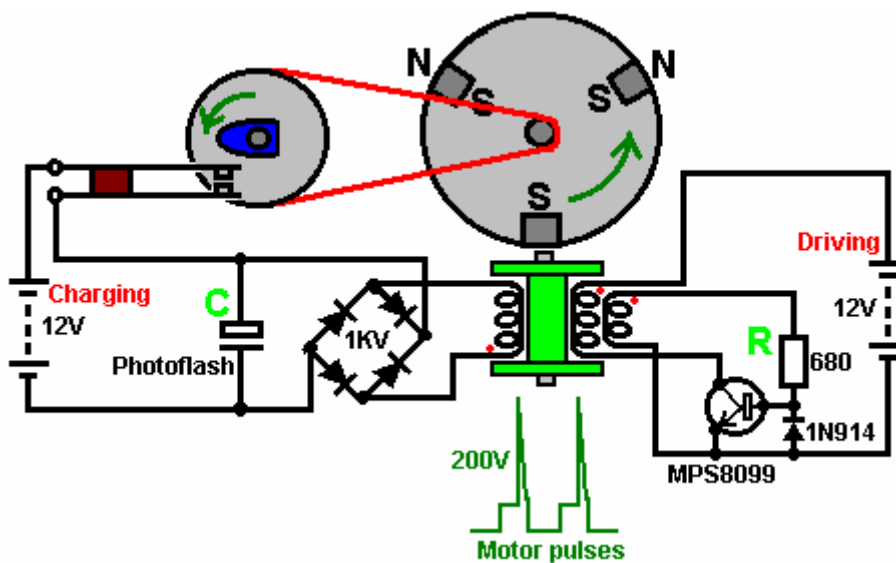 N
S
N
S
S
Charging
12V
C
Photoflash
1KV
Driving
12V
R
680
1N914
MPS8099
200V
Motor pulses